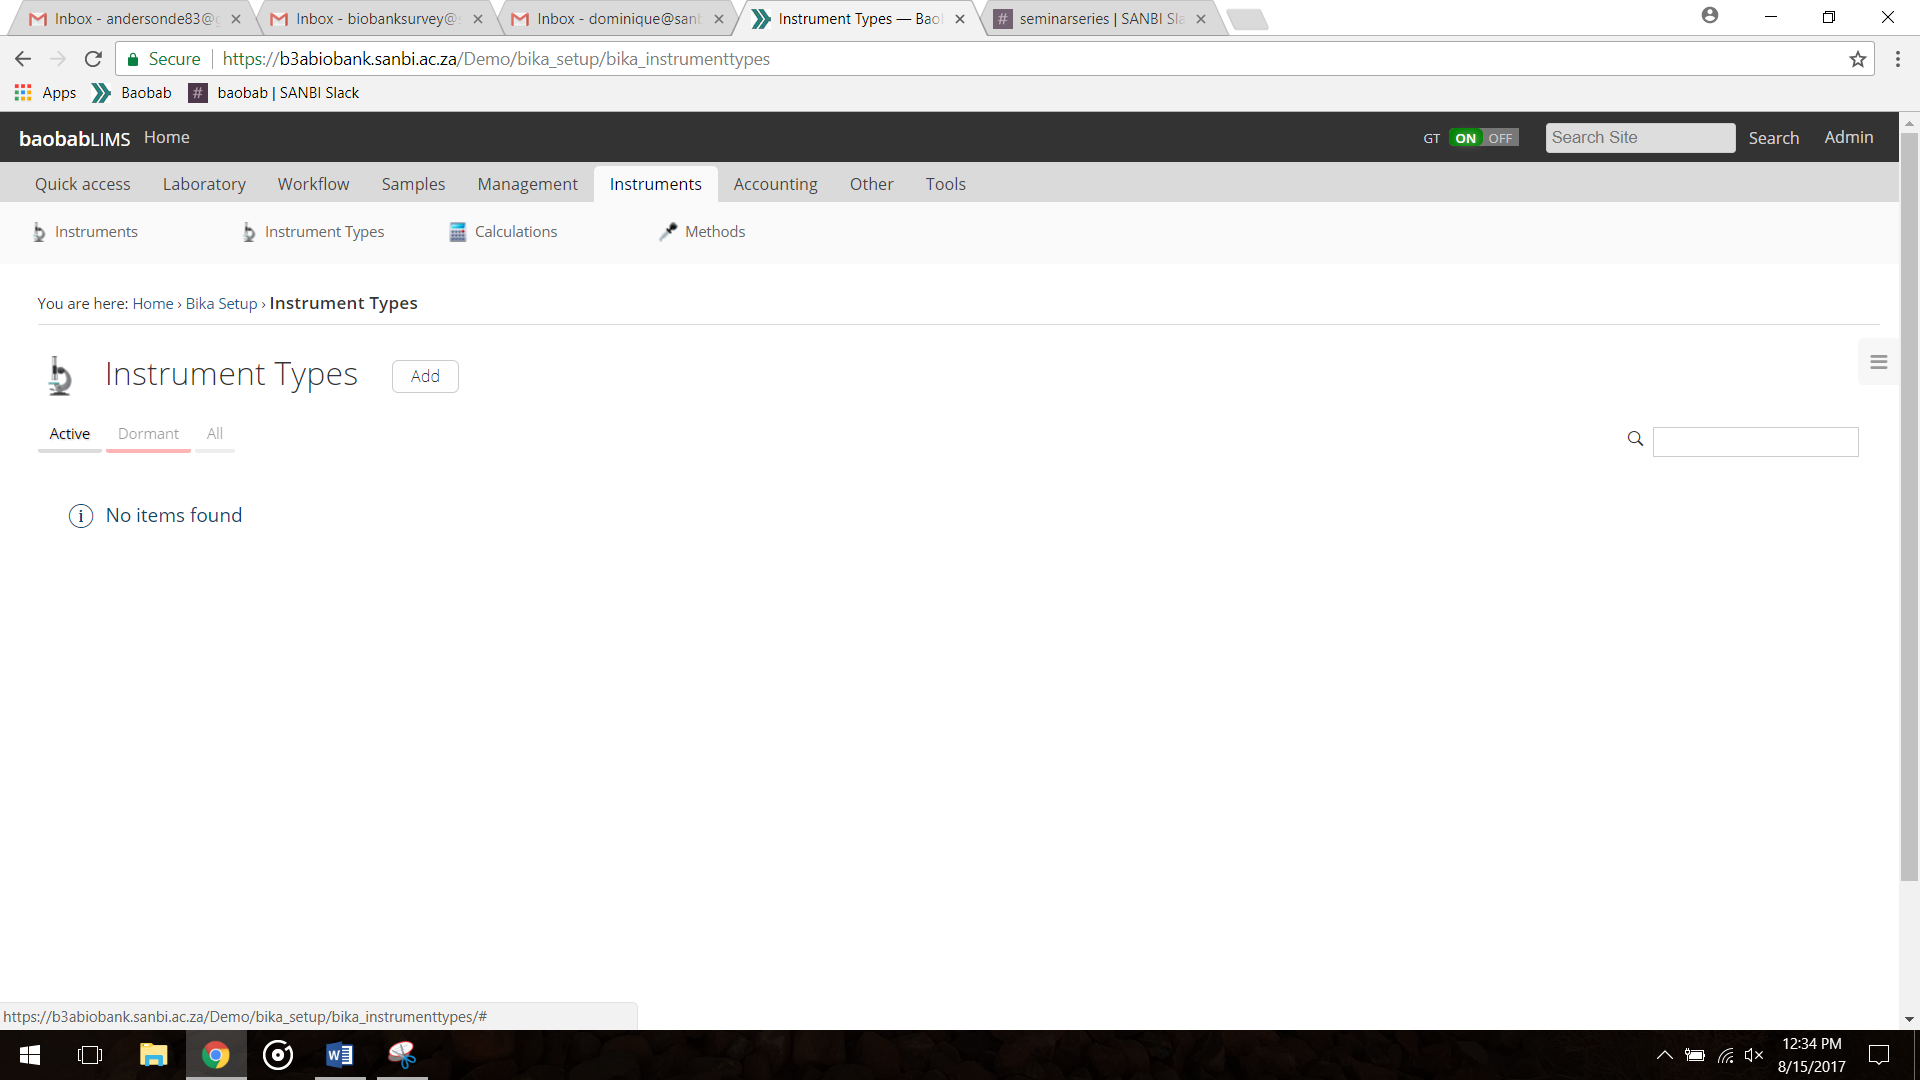 Inbox - andersonde83@g
Inbox - biobanksurvey@s
Inbox - dominique@sanb
Instrument Types — Baob
seminarseries | SANBI Sla
Secure
https://b3abiobank.sanbi.ac.za/Demo/bika_setup/bika_instrumenttypes
Apps Baobab baobab | SANBI Slack
baobabLIMS Home GT ON OFF Search Site Search Admin
Quick access Laboratory Workflow Samples Management Instruments Accounting Other Tools
Instruments Instrument Types Calculations Methods
You are here: Home › Bika Setup › Instrument Types
Instrument Types Add
Active Dormant All
No items found
https://b3abiobank.sanbi.ac.za/Demo/bika_setup/bika_instrumenttypes/#
12:34 PM
8/15/2017